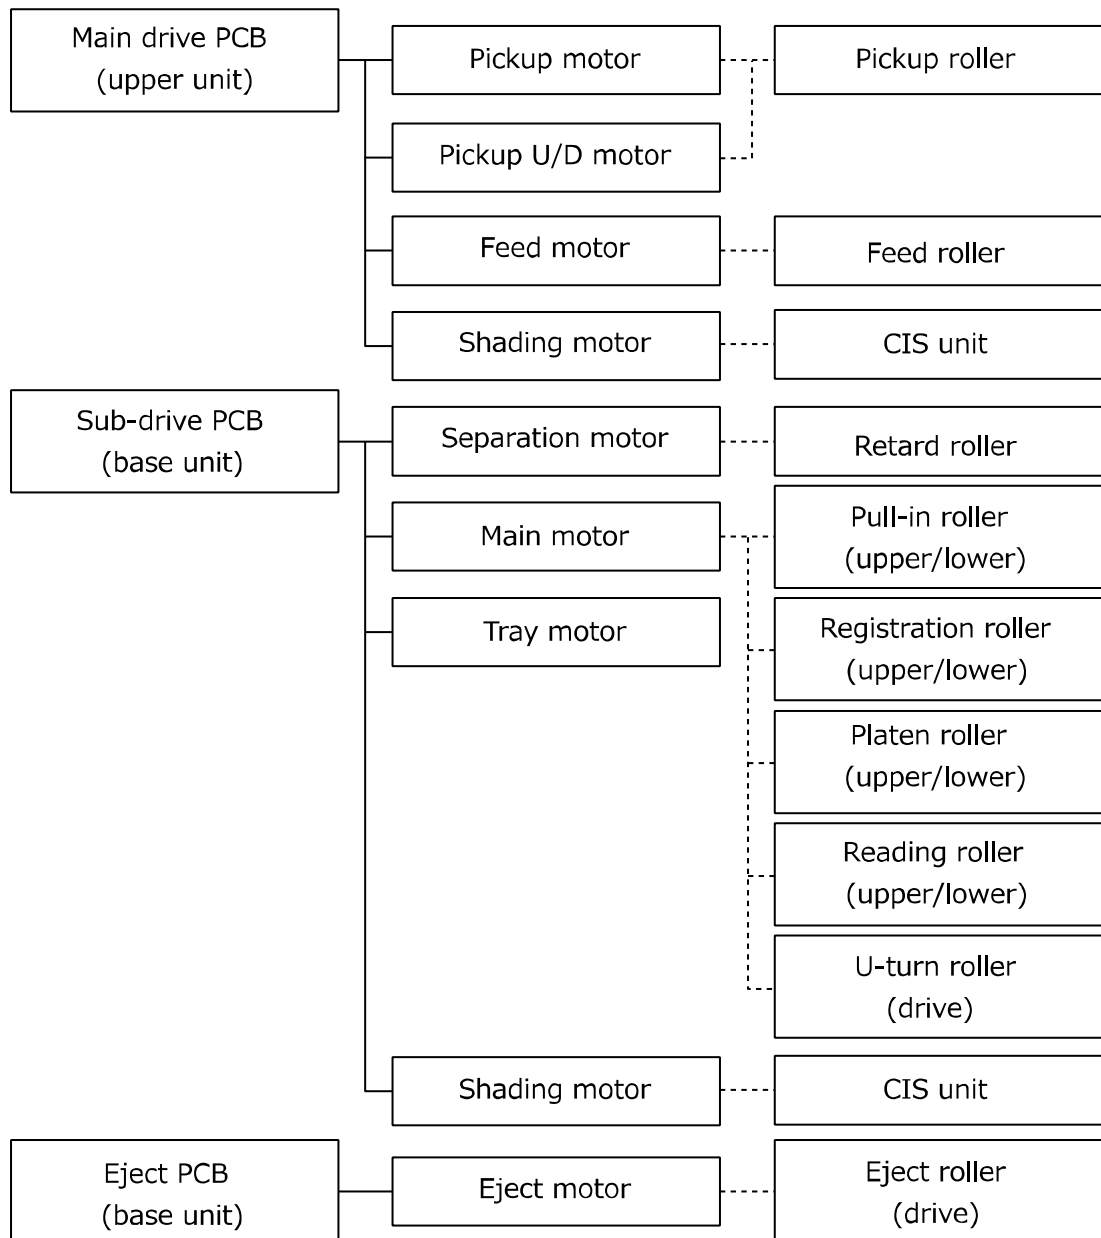 Main drive PCB
(upper unit)
Pickup motor
Pickup roller
Pickup U/D motor
Feed motor
Feed roller
Shading motor
CIS unit
Sub-drive PCB
(base unit)
Separation motor
Retard roller
Main motor
Pull-in roller
(upper/lower)
Tray motor
Registration roller
(upper/lower)
Platen roller
(upper/lower)
Reading roller
(upper/lower)
U-turn roller
(drive)
Shading motor
CIS unit
Eject PCB
(base unit)
Eject motor
Eject roller
(drive)